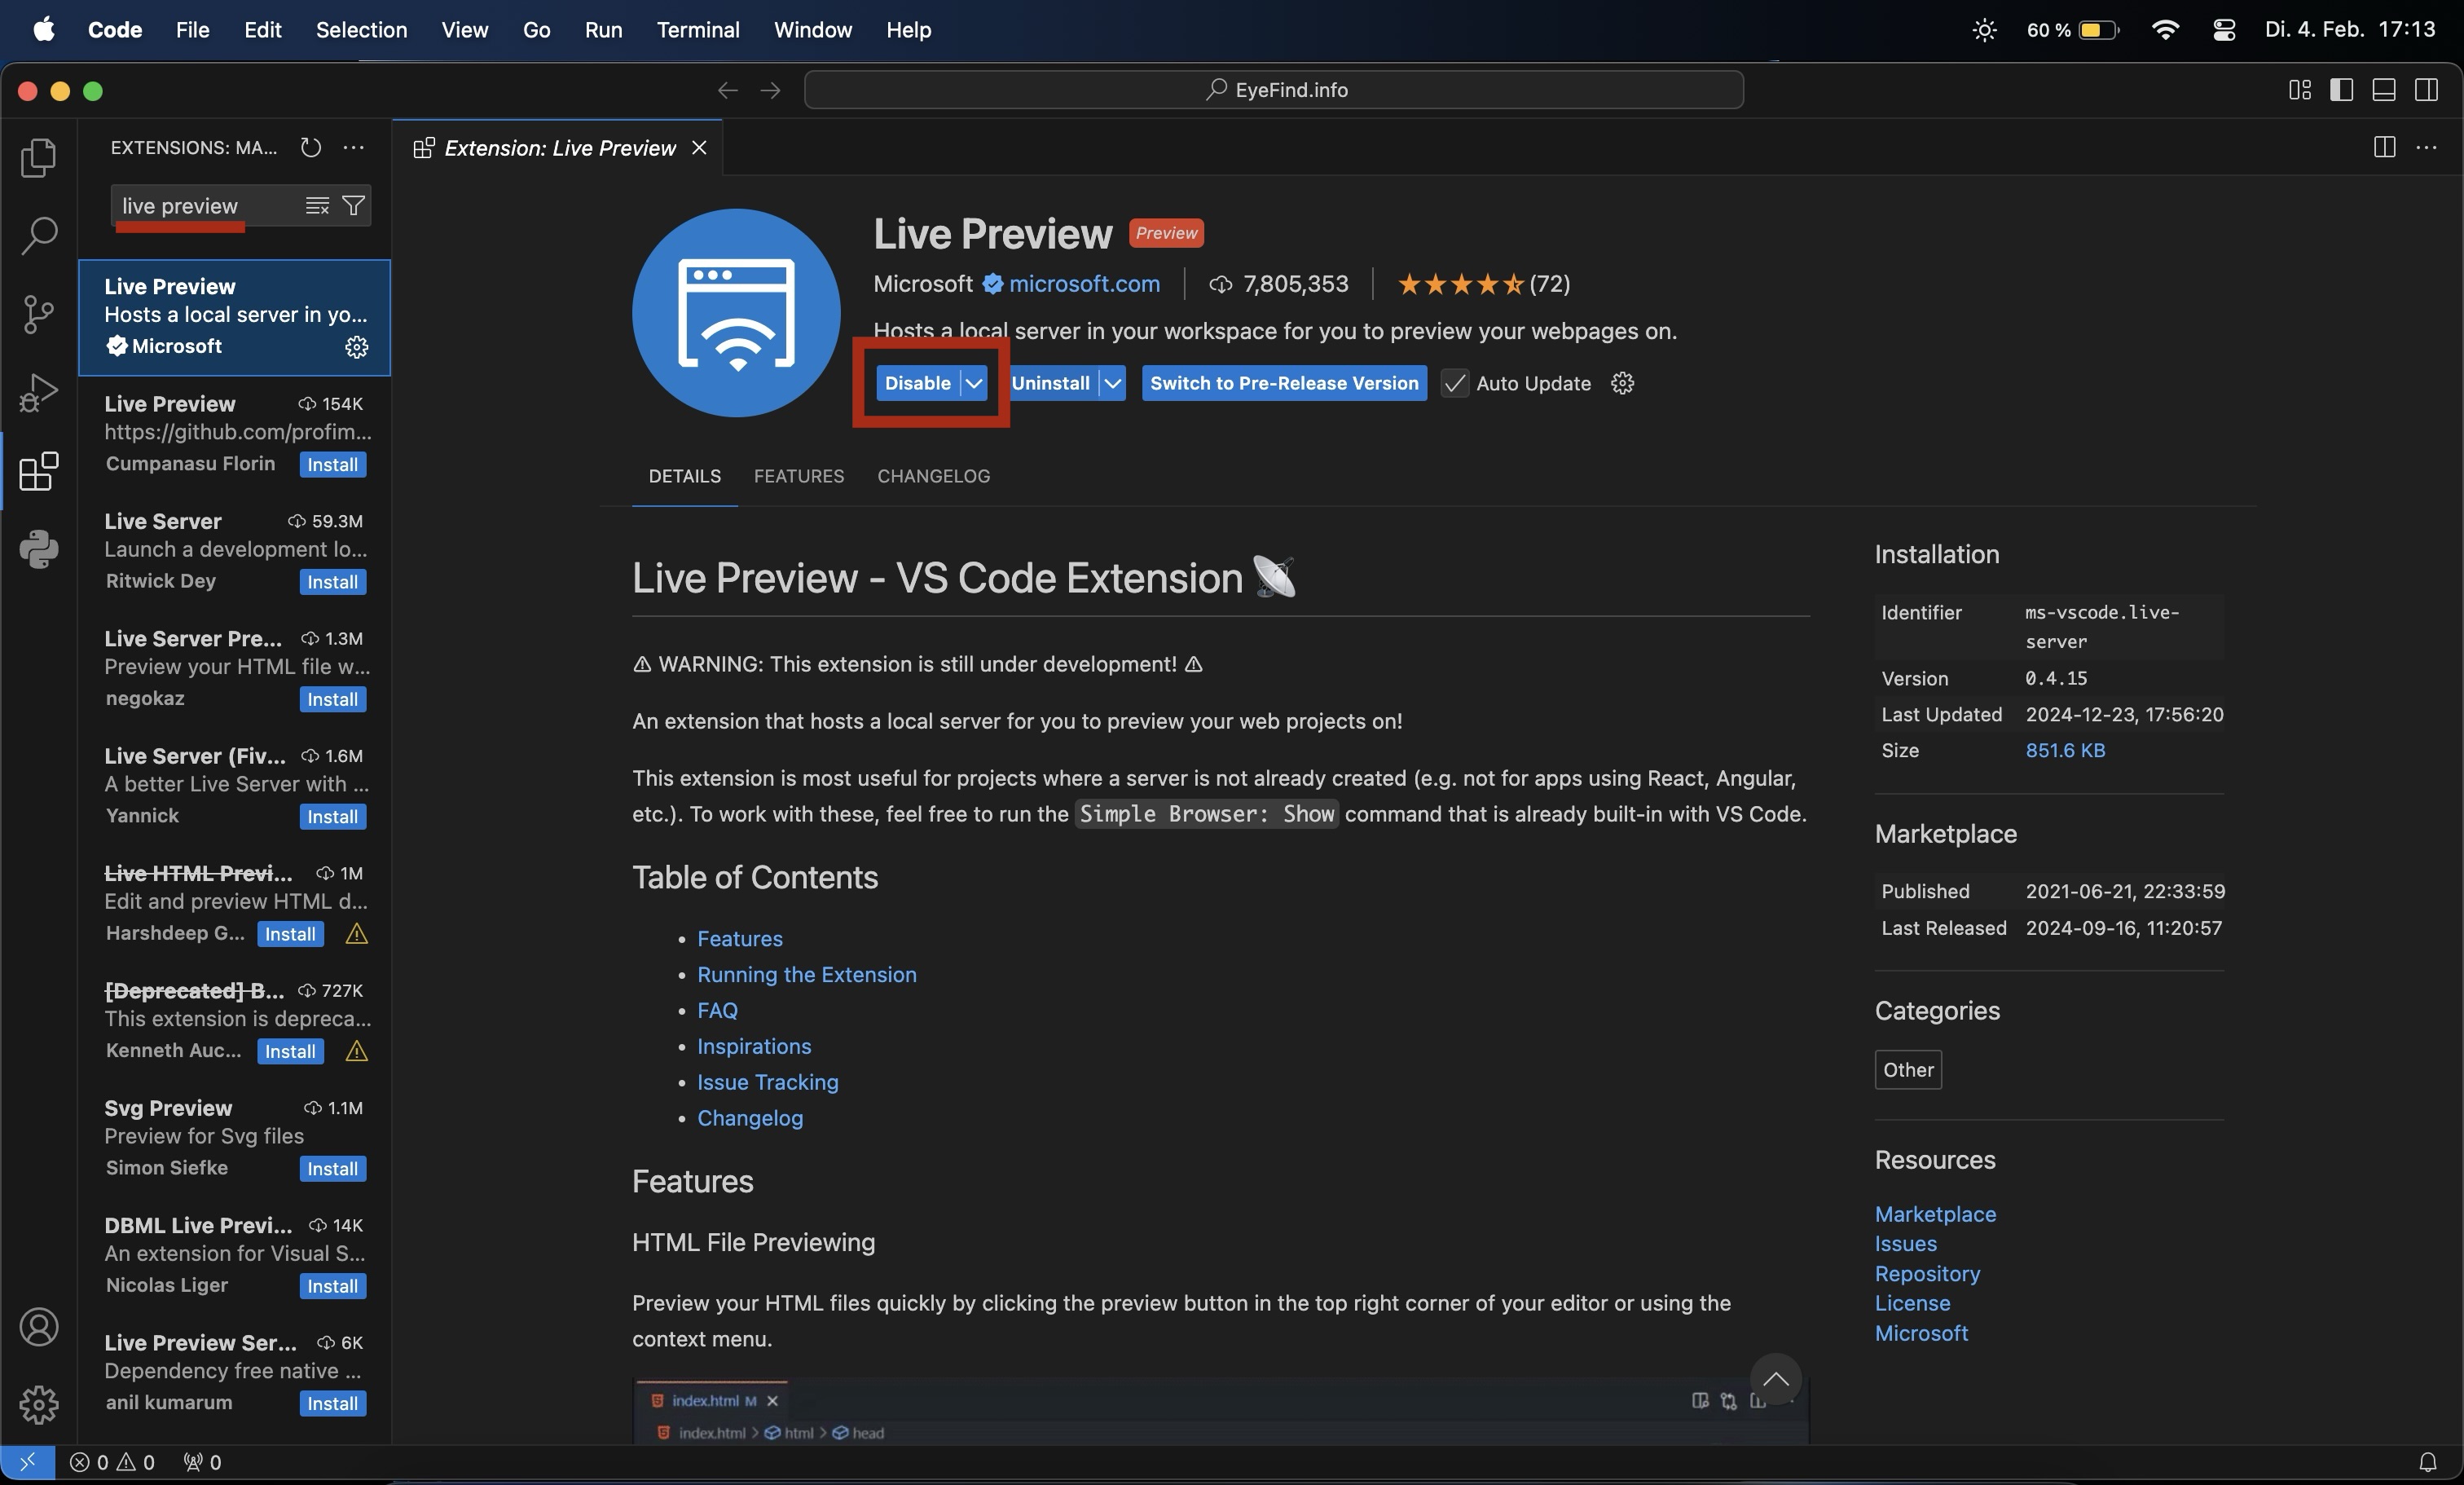 Code File Edit Selection View Go Run Terminal Window Help 60 % Di. 4. Feb. 17:13
EyeFind.info
EXTENSIONS: MA...
live preview
Live Preview
Hosts a local server in yo...
Microsoft
Live Preview 154K
https://github.com/profim...
Cumpanasu Florin Install
Live Server 59.3M
Launch a development lo...
Ritwick Dey Install
Live Server Pre... 1.3M
Preview your HTML file w...
negokaz Install
Live Server (Fiv... 1.6M
A better Live Server with ...
Yannick Install
Live HTML Previ... 1M
Edit and preview HTML d...
Harshdeep G... Install
[Deprecated] B... 727K
This extension is depreca...
Kenneth Auc... Install
Svg Preview 1.1M
Preview for Svg files
Simon Siefke Install
DBML Live Previ... 14K
An extension for Visual S...
Nicolas Liger Install
Live Preview Ser... 6K
Dependency free native ...
anil kumarum Install
Extension: Live Preview
Live Preview Preview
Microsoft microsoft.com 7,805,353 (72)
Hosts a local server in your workspace for you to preview your webpages on.
Disable Uninstall Switch to Pre-Release Version Auto Update
DETAILS FEATURES CHANGELOG
Live Preview - VS Code Extension
⚠ WARNING: This extension is still under development! ⚠
An extension that hosts a local server for you to preview your web projects on!
This extension is most useful for projects where a server is not already created (e.g. not for apps using React, Angular,
etc.). To work with these, feel free to run the Simple Browser: Show command that is already built-in with VS Code.
Table of Contents
• Features
• Running the Extension
• FAQ
• Inspirations
• Issue Tracking
• Changelog
Features
HTML File Previewing
Preview your HTML files quickly by clicking the preview button in the top right corner of your editor or using the
context menu.
index.html M
index.html > html > head
Installation
Identifier ms-vscode.live-
server
Version 0.4.15
Last Updated 2024-12-23, 17:56:20
Size 851.6 KB
Marketplace
Published 2021-06-21, 22:33:59
Last Released 2024-09-16, 11:20:57
Categories
Other
Resources
Marketplace
Issues
Repository
License
Microsoft
0 0 0